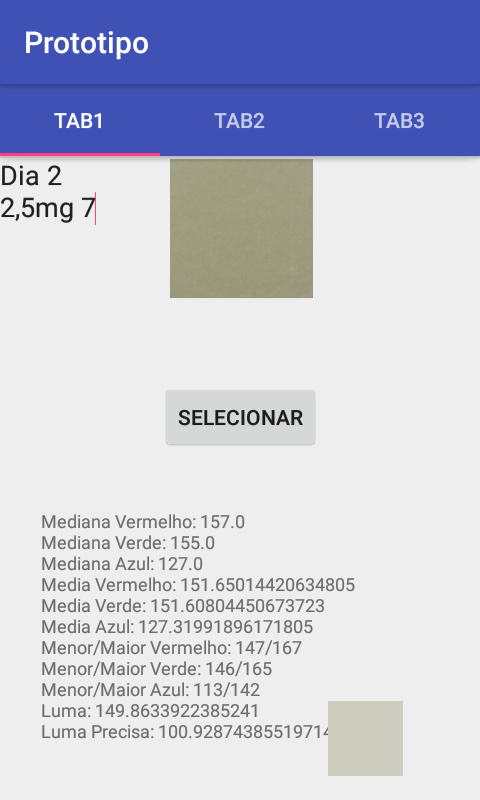 Prototipo
TAB1 TAB2 TAB3
Dia 2
2,5mg 7
SELECIONAR
Mediana Vermelho: 157.0
Mediana Verde: 155.0
Mediana Azul: 127.0
Media Vermelho: 151.65014420634805
Media Verde: 151.60804450673723
Media Azul: 127.31991896171805
Menor/Maior Vermelho: 147/167
Menor/Maior Verde: 146/165
Menor/Maior Azul: 113/142
Luma: 149.8633922385241
Luma Precisa: 100.92874385519714